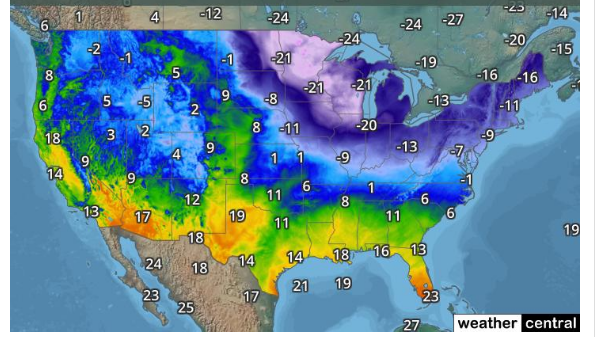 -23
6 1 4 -12 -24 -24 -27 -14
-24 -20
-2 -1 -1 -21 -19 -15
8 5 -21 -21 -16 -16
6 5 -5 2 9 -8 -13 -11
18 3 2 8 -11 -20 -9
14 9 4 9 1 1 -9 -13 -7
9 8 6 1 -1
13 17 12 19 11 8 11 6 6
18 11 19
24 18 14 14 18 16 13
23 25 17 21 19 23
27
weather central